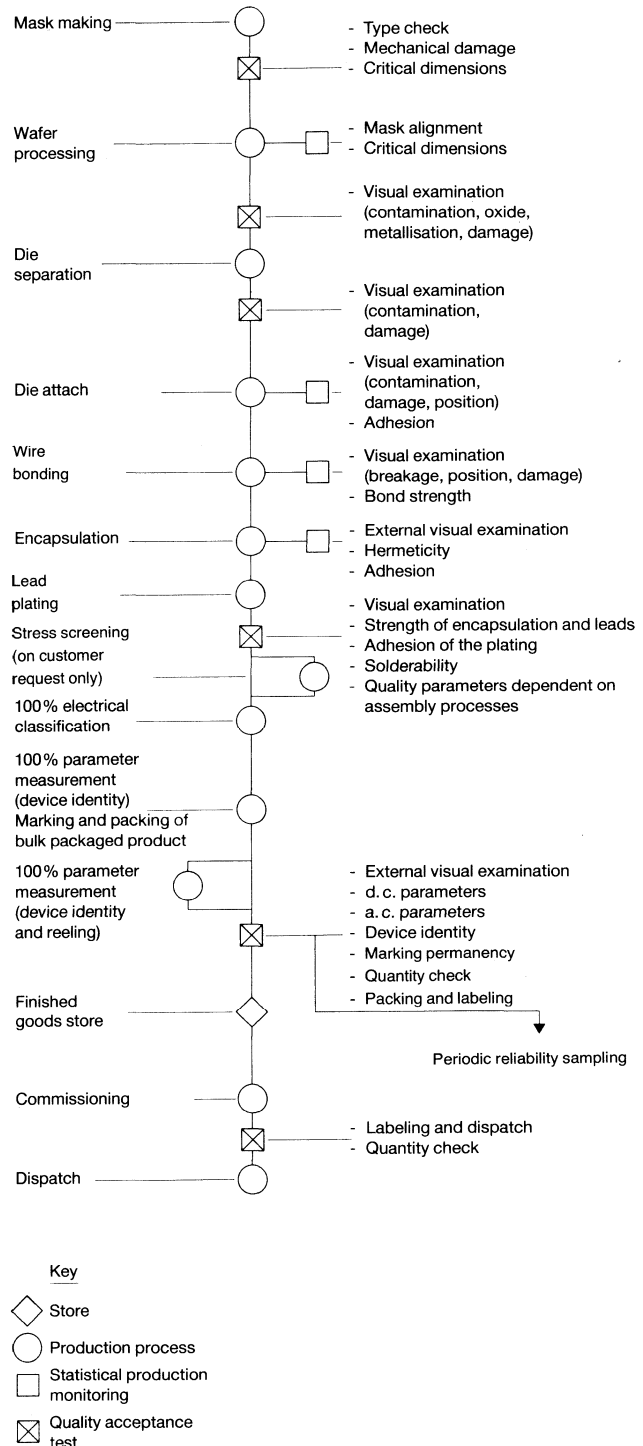 Mask making
- Type check
- Mechanical damage
- Critical dimensions
Wafer
processing
- Mask alignment
- Critical dimensions
- Visual examination
(contamination, oxide,
metallisation, damage)
Die
separation
- Visual examination
(contamination,
damage)
Die attach
- Visual examination
(contamination,
damage, position)
- Adhesion
Wire
bonding
- Visual examination
(breakage, position, damage)
- Bond strength
Encapsulation
- External visual examination
- Hermeticity
- Adhesion
Lead
plating
- Visual examination
- Strength of encapsulation and leads
- Adhesion of the plating
- Solderability
- Quality parameters dependent on
assembly processes
Stress screening
(on customer
request only)
100% electrical
classification
100% parameter
measurement
(device identity)
Marking and packing of
bulk packaged product
100% parameter
measurement
(device identity
and reeling)
- External visual examination
- d.c. parameters
- a.c. parameters
- Device identity
- Marking permanency
- Quantity check
- Packing and labeling
Finished
goods store
Periodic reliability sampling
Commissioning
- Labeling and dispatch
- Quantity check
Dispatch
Key
Store
Production process
Statistical production
monitoring
Quality acceptance
test